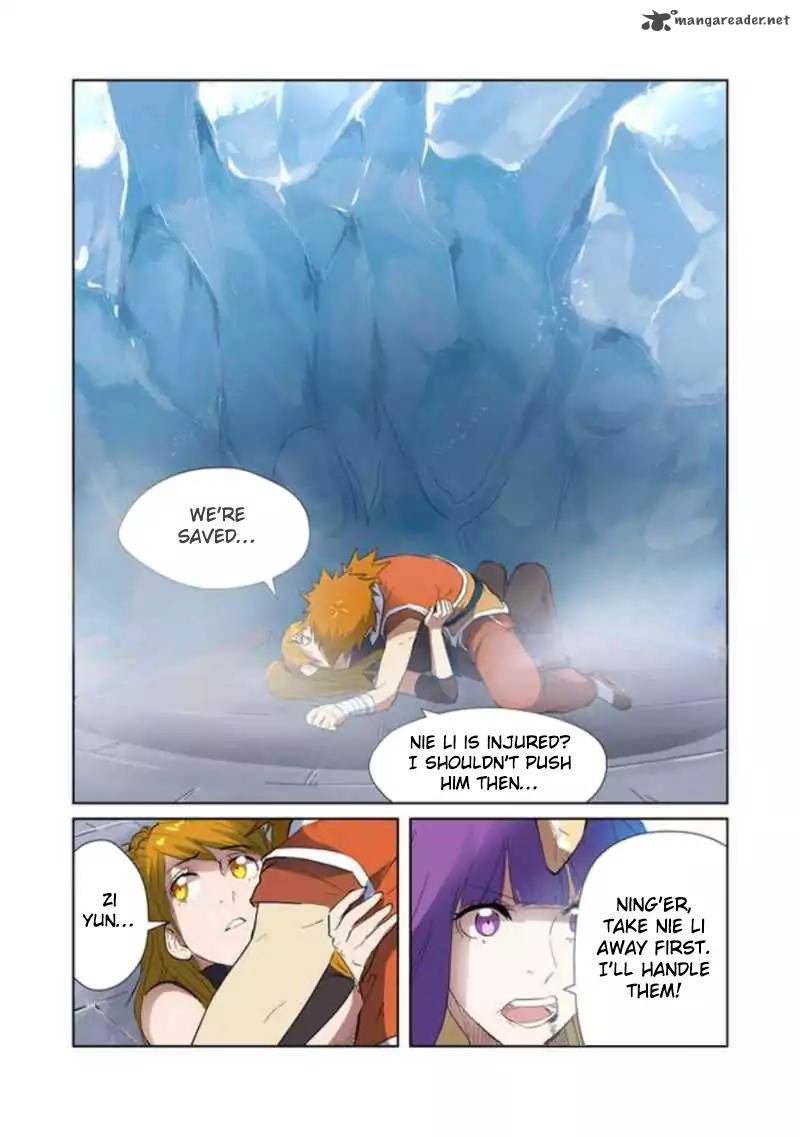 mangareader.net
WE'RE
SAVED...
NIE LI IS INJURED?
I SHOULDN'T PUSH
HIM THEN...
ZI
YUN...
NING'ER,
TAKE NIE LI
AWAY FIRST.
I'LL HANDLE
THEM!